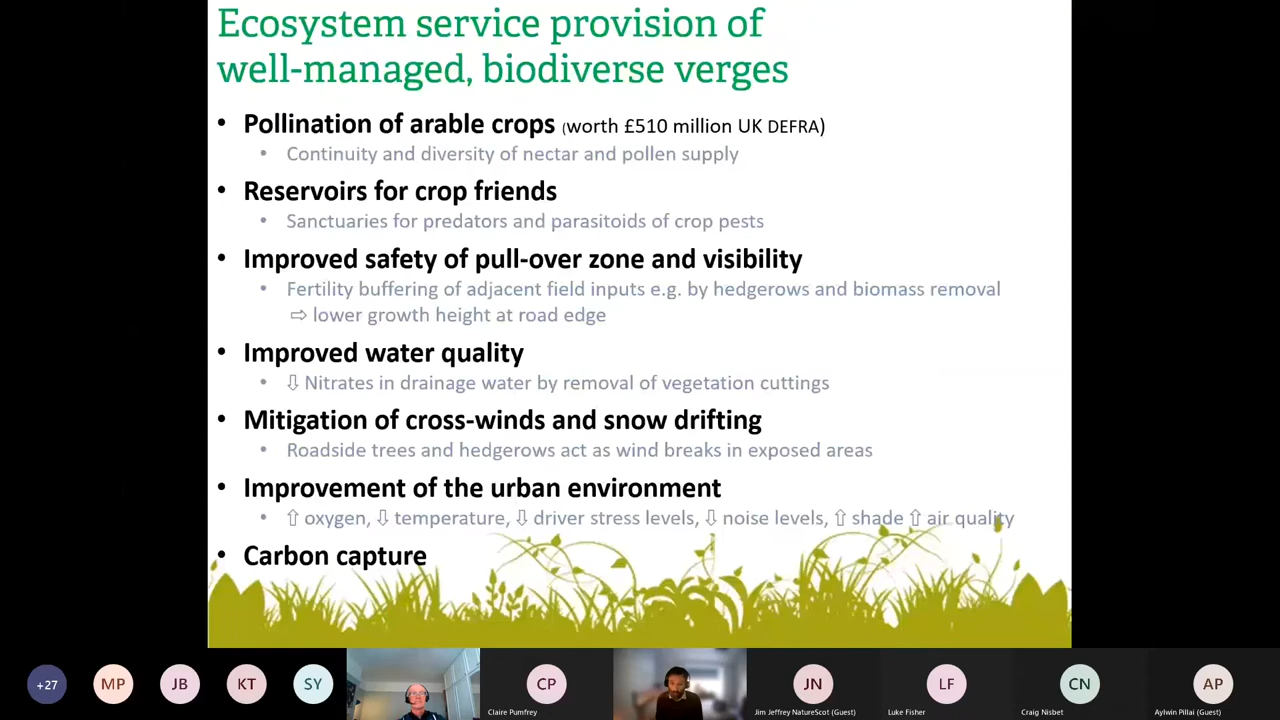 Ecosystem service provision of
well-managed, biodiverse verges
• Pollination of arable crops (worth £510 million UK DEFRA)
• Continuity and diversity of nectar and pollen supply
• Reservoirs for crop friends
• Sanctuaries for predators and parasitoids of crop pests
• Improved safety of pull-over zone and visibility
• Fertility buffering of adjacent field inputs e.g. by hedgerows and biomass removal
⇨ lower growth height at road edge
• Improved water quality
• ⇩ Nitrates in drainage water by removal of vegetation cuttings
• Mitigation of cross-winds and snow drifting
• Roadside trees and hedgerows act as wind breaks in exposed areas
• Improvement of the urban environment
• ⇧ oxygen, ⇩ temperature, ⇩ driver stress levels, ⇩ noise levels, ⇧ shade ⇧ air quality
• Carbon capture
+27 MP JB KT SY CP JN LF CN AP
Claire Pumfrey Jim Jeffrey NatureScot (Guest) Luke Fisher Craig Nisbet Aylwin Pillai (Guest)